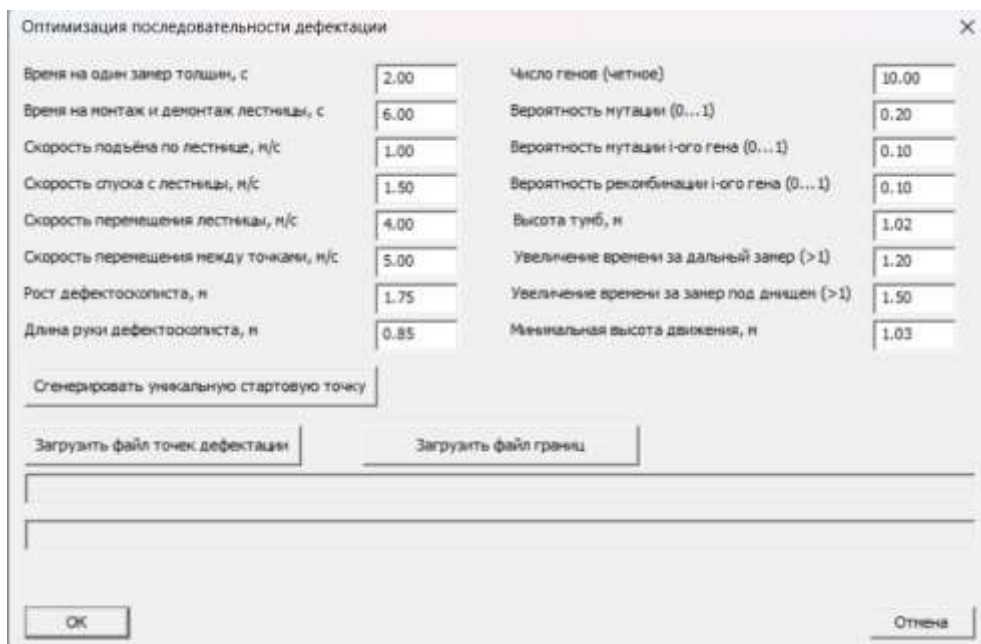 Оптимизация последовательности дефектации
Время на один замер толщин, с 2.00 Число генов (четное) 10.00
Время на монтаж и демонтаж лестницы, с 6.00 Вероятность мутации (0...1) 0.20
Скорость подъёма по лестнице, м/с 1.00 Вероятность мутации i-ого гена (0...1) 0.10
Скорость спуска с лестницы, м/с 1.50 Вероятность рекомбинации i-ого гена (0...1) 0.10
Скорость перемещения лестницы, м/с 4.00 Высота тумб, м 1.02
Скорость перемещения между точками, м/с 5.00 Увеличение времени за дальный замер (>1) 1.20
Рост дефектоскописта, м 1.75 Увеличение времени за замер под днищем (>1) 1.50
Длина руки дефектоскописта, м 0.85 Минимальная высота движения, м 1.03
Сгенерировать уникальную стартовую точку
Загрузить файл точек дефектации Загрузить файл границ
OK Отмена